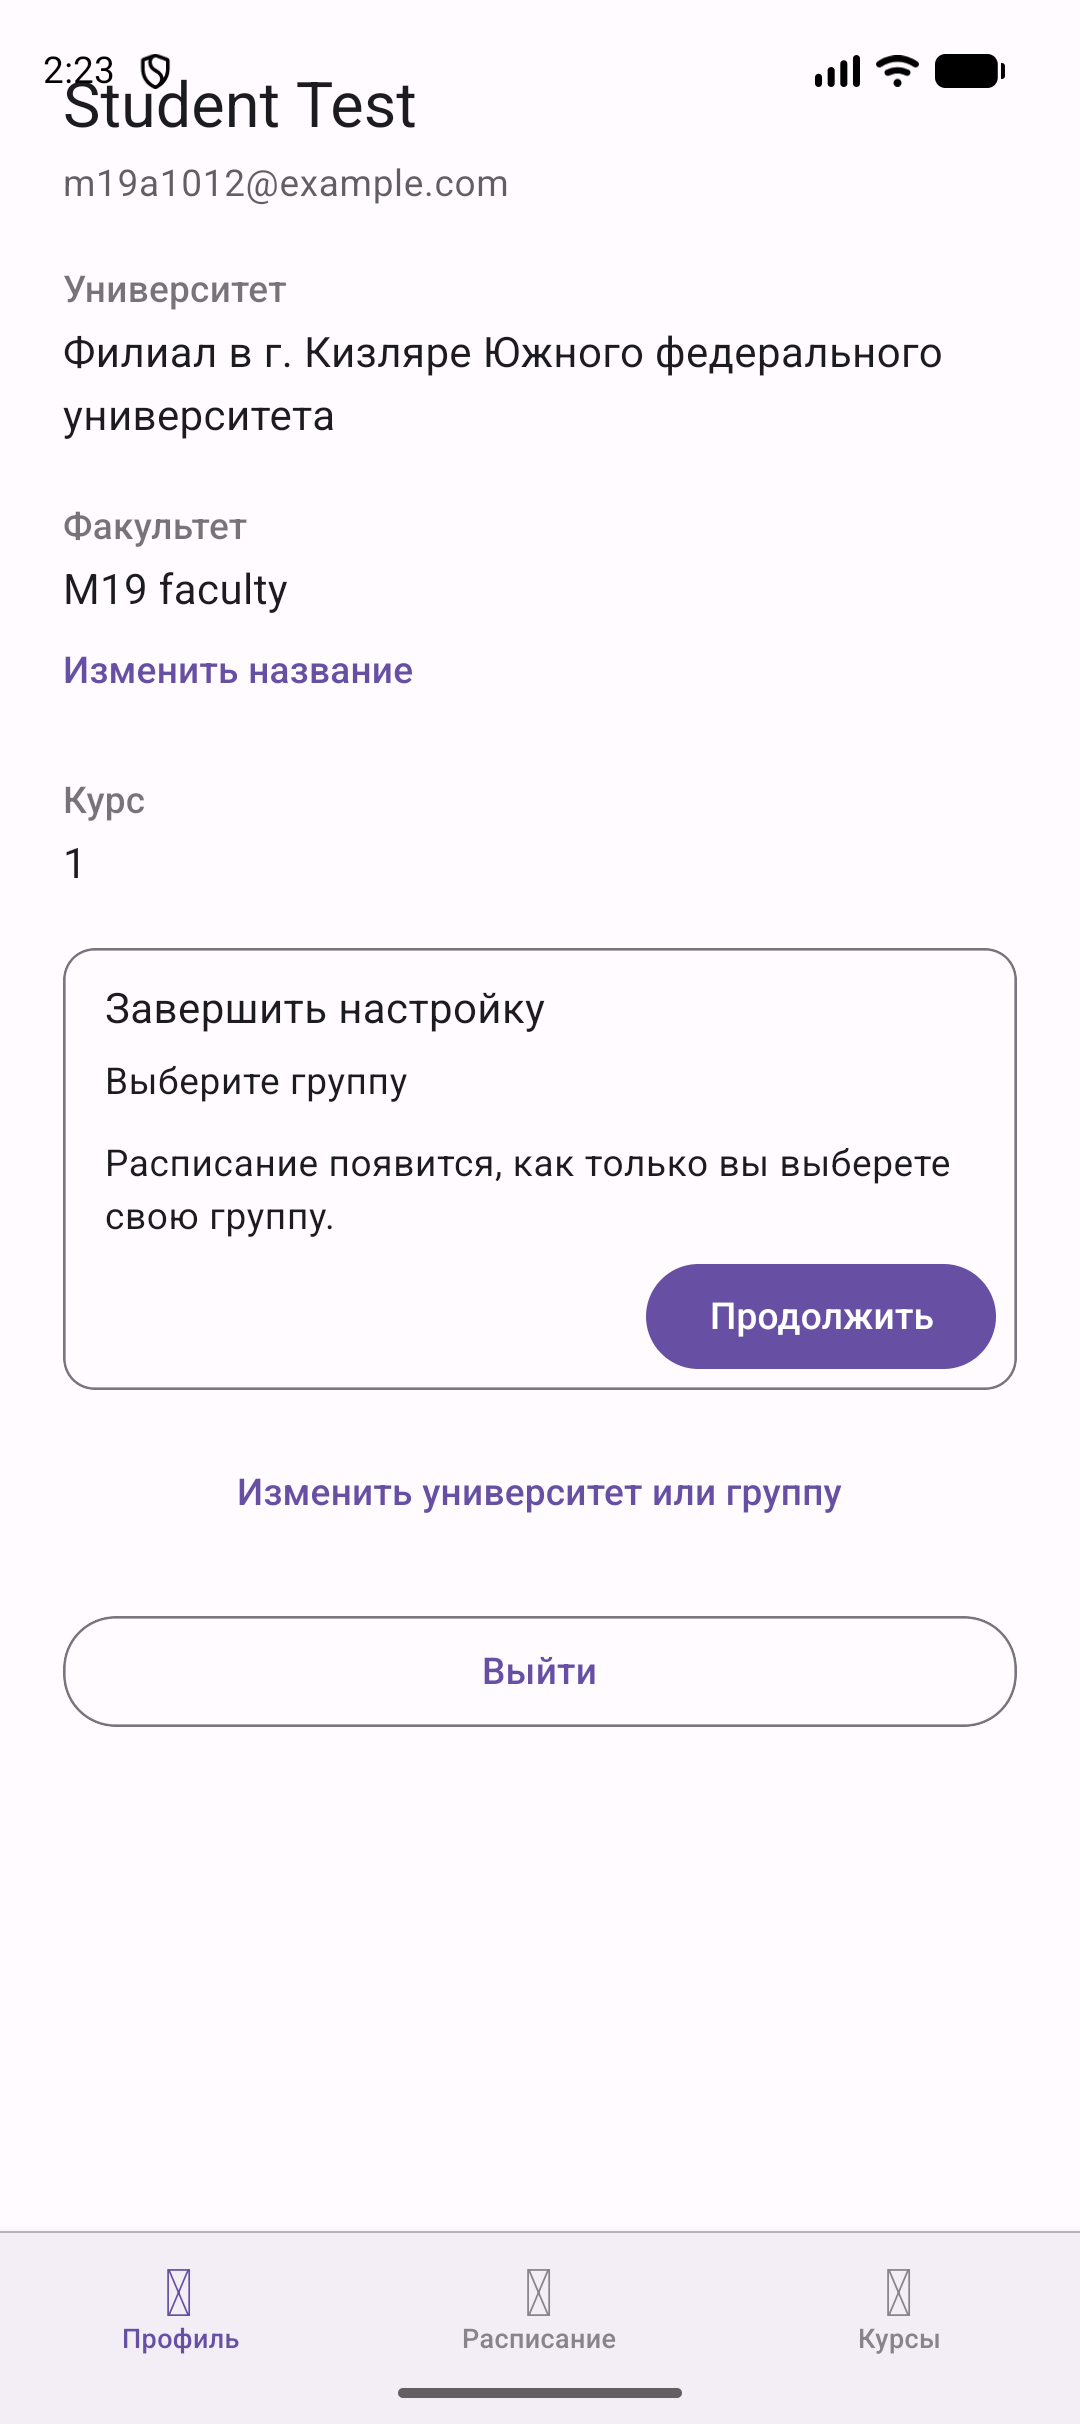 2:23
Student Test
m19a1012@example.com
Университет
Филиал в г. Кизляре Южного федерального
университета
Факультет
M19 faculty
Изменить название
Курс
1
Завершить настройку
Выберите группу
Расписание появится, как только вы выберете
свою группу.
Продолжить
Изменить университет или группу
Выйти
Профиль
Расписание
Курсы